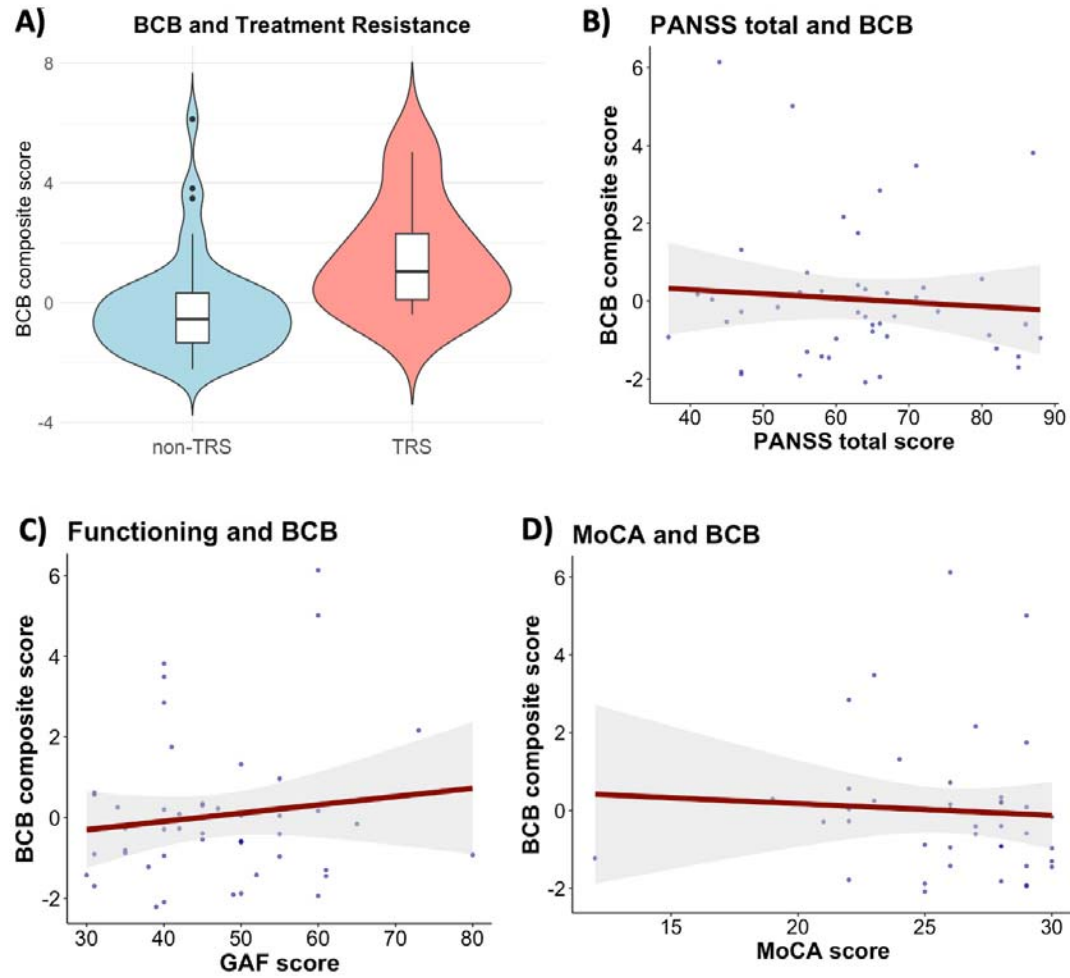 A) BCB and Treatment Resistance
BCB composite score
8
4
0
-4
non-TRS
TRS
B) PANSS total and BCB
BCB composite score
6
4
2
0
-2
40 50 60 70 80 90
PANSS total score
C) Functioning and BCB
BCB composite score
6
4
2
0
-2
30 40 50 60 70 80
GAF score
D) MoCA and BCB
BCB composite score
6
4
2
0
-2
15 20 25 30
MoCA score